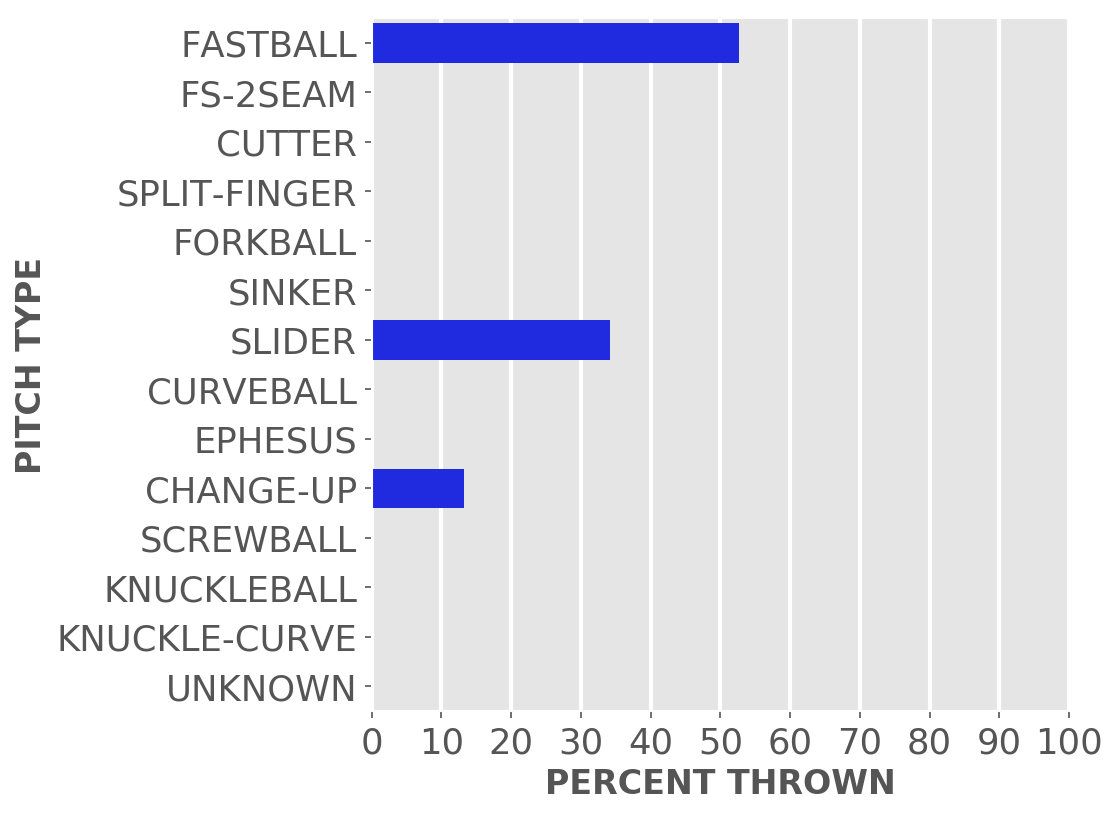 FASTBALL
FS-2SEAM
CUTTER
SPLIT-FINGER
FORKBALL
SINKER
SLIDER
CURVEBALL
EPHESUS
CHANGE-UP
SCREWBALL
KNUCKLEBALL
KNUCKLE-CURVE
UNKNOWN
PITCH TYPE
0 10 20 30 40 50 60 70 80 90 100
PERCENT THROWN